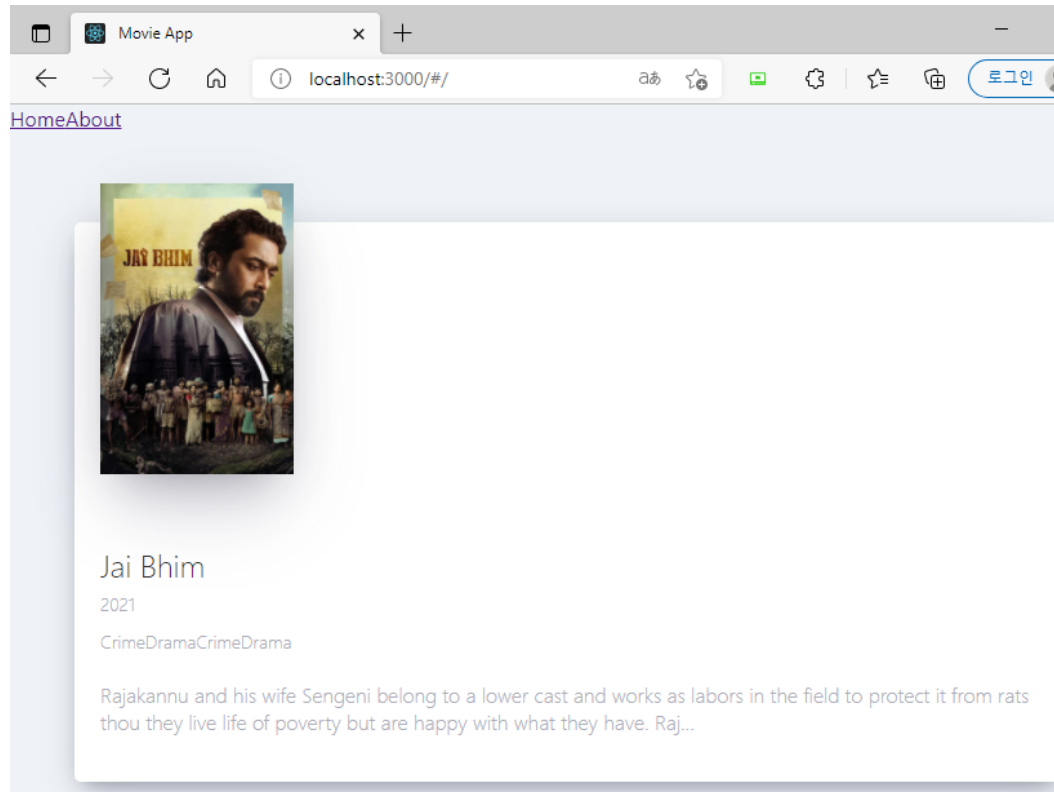 Movie App
localhost:3000/#/
aあ
로그인
HomeAbout
JAI BHIM
Jai Bhim
2021
CrimeDramaCrimeDrama
Rajakannu and his wife Sengeni belong to a lower cast and works as labors in the field to protect it from rats
thou they live life of poverty but are happy with what they have. Raj...